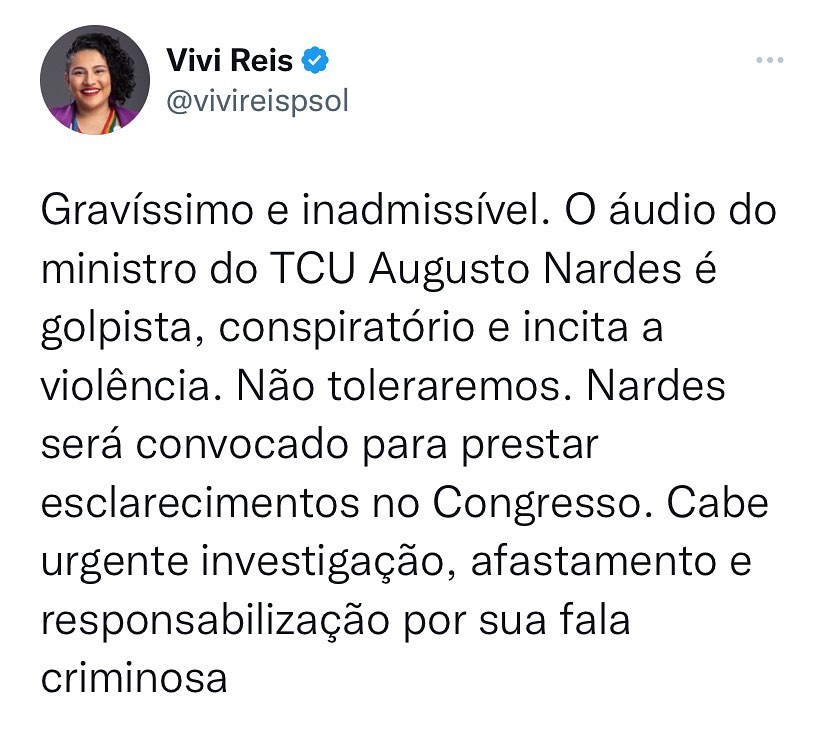 Vivi Reis
@vivireispsol
Gravíssimo e inadmissível. O áudio do
ministro do TCU Augusto Nardes é
golpista, conspiratório e incita a
violência. Não toleraremos. Nardes
será convocado para prestar
esclarecimentos no Congresso. Cabe
urgente investigação, afastamento e
responsabilização por sua fala
criminosa